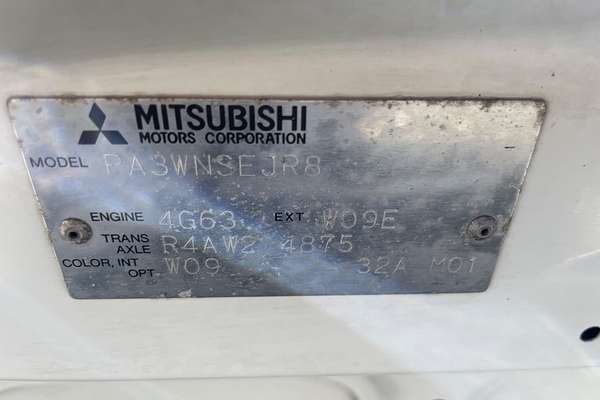 MITSUBISHI
MOTORS CORPORATION
MODEL PA3WNSEJR8
ENGINE 4G63 EXT W09E
TRANS AXLE R4AW2 4875
COLOR, INT OPT W09 32A M01